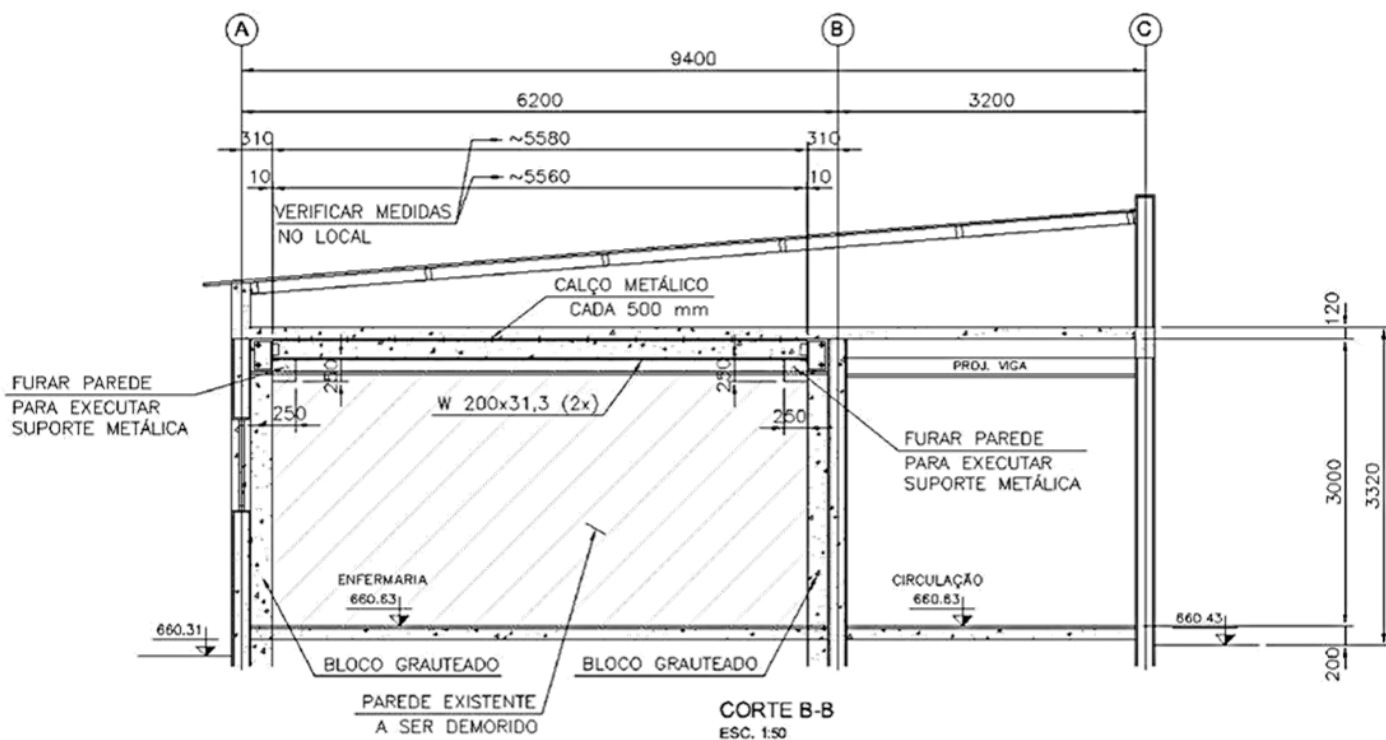 A
B
C
9400
6200
3200
310
~5580
310
10
~5560
10
VERIFICAR MEDIDAS
NO LOCAL
CALÇO METÁLICO
CADA 500 mm
120
FURAR PAREDE
PARA EXECUTAR
SUPORTE METÁLICA
250
250
W 200x31,3 (2x)
250
250
PROJ. VIGA
FURAR PAREDE
PARA EXECUTAR
SUPORTE METÁLICA
3000
3320
ENFERMARIA
660.63
CIRCULAÇÃO
660.63
660.31
660.43
200
BLOCO GRAUTEADO
BLOCO GRAUTEADO
PAREDE EXISTENTE
A SER DEMORIDO
CORTE B-B
ESC. 1:50